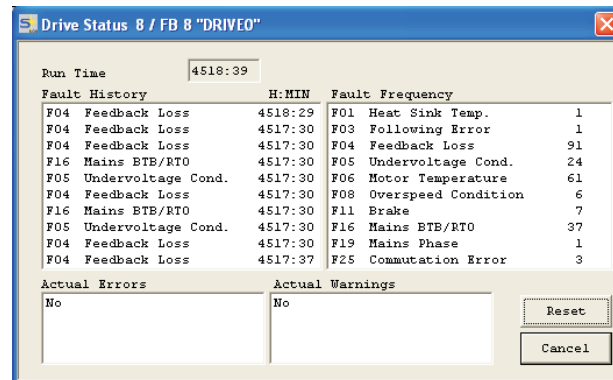 Drive Status 8 / FB 8 "DRIVE0"
Run Time 4518:39
Fault History H:MIN Fault Frequency
F04 Feedback Loss 4518:29 F01 Heat Sink Temp. 1
F04 Feedback Loss 4517:30 F03 Following Error 1
F16 Mains BTB/RTO 4517:30 F04 Feedback Loss 91
F05 Undervoltage Cond. 4517:30 F05 Undervoltage Cond. 24
F04 Feedback Loss 4517:30 F06 Motor Temperature 61
F16 Mains BTB/RTO 4517:30 F08 Overspeed Condition 6
F05 Undervoltage Cond. 4517:30 F11 Brake 7
F04 Feedback Loss 4517:30 F16 Mains BTB/RTO 37
F04 Feedback Loss 4517:30 F19 Mains Phase 1
F04 Feedback Loss 4517:37 F25 Commutation Error 3
Actual Errors Actual Warnings
No No
Reset
Cancel